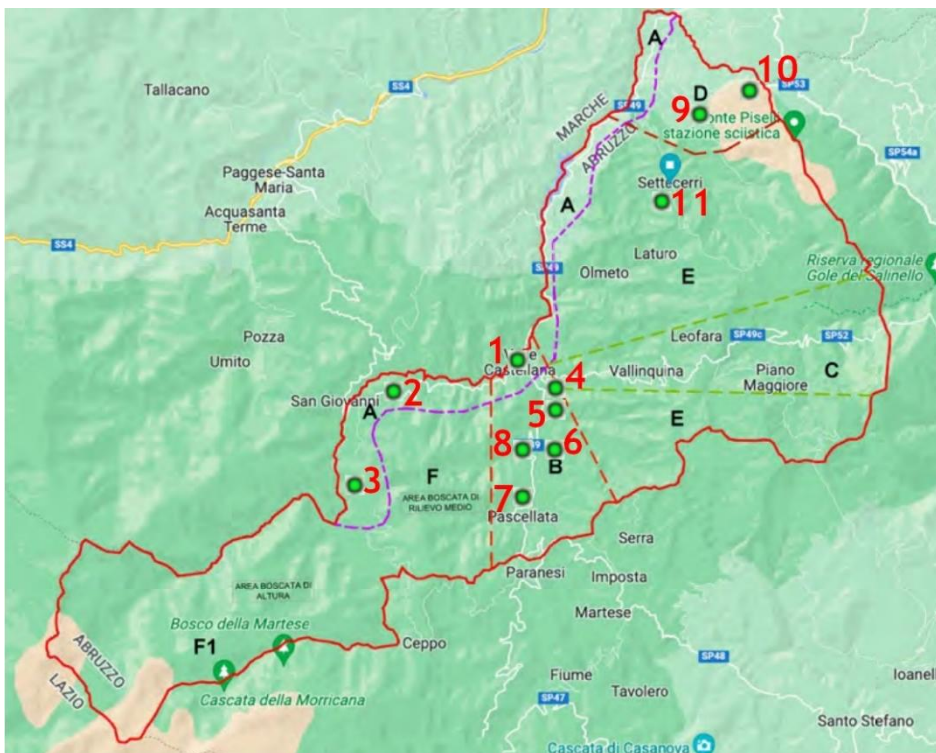 A
10
Tallacano
SS4
SP53
D
9
MARCHE
SP49
onte Pisell
stazione sciistica
ABRUZZO
SP54a
Paggese-Santa
Maria
Settecerri
11
A
Acquasanta
Terme
SS4
Laturo
Riserva regionale
Gole del Salinello
Olmeto
E
SP49
Pozza
Leofara
SP49c
SP52
1
Castellana
Umito
Vallinquina
Piano
Maggiore
C
4
2
San Giovanni
A
5
E
8
6
B
3
F
AREA BOSCATA DI
RILIEVO MEDIO
7
Pascellata
Serra
Paranesi
Imposta
AREA BOSCATA DI
ALTURA
Martese
Bosco della Martese
Ceppo
F1
ABRUZZO
LAZIO
SP48
Fiume
Ioanell
Cascata della Morricana
Tavolero
SP47
Santo Stefano
Cascata di Casanova